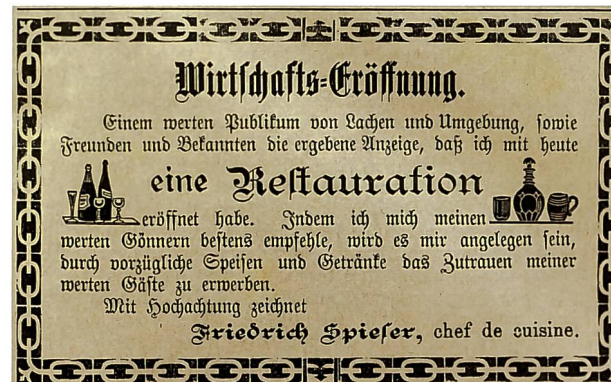 Wirtschafts-Eröffnung.
Einem werten Publikum von Lachen und Umgebung, sowie
Freunden und Bekannten die ergebene Anzeige, daß ich mit heute
eine Restauration
eröffnet habe. Indem ich mich meinen
werten Gönnern bestens empfehle, wird es mir angelegen sein,
durch vorzügliche Speisen und Getränke das Zutrauen meiner
werten Gäste zu erwerben.
Mit Hochachtung zeichnet
Friedrich Spieser, chef de cuisine.